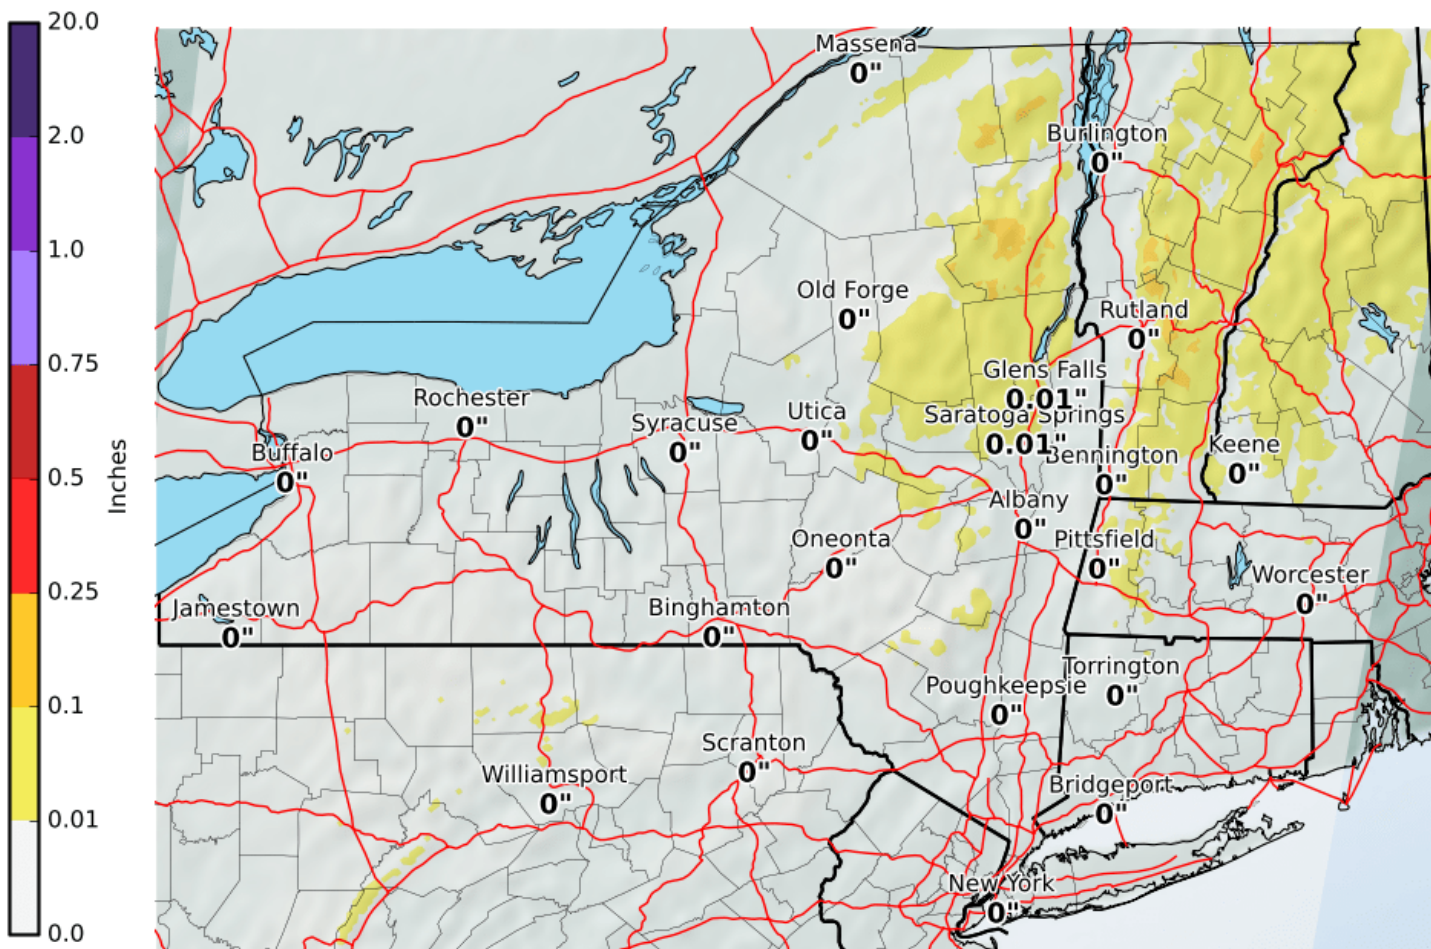 20.0
2.0
1.0
0.75
0.5
0.25
0.1
0.01
0.0
Inches
Massena
0"
Burlington
0"
Old Forge
0"
Rutland
0"
Glens Falls
0.01"
Rochester
0"
Syracuse
0"
Utica
0"
Saratoga Springs
0.01"
Buffalo
0"
Bennington
0"
Keene
0"
Albany
0"
Oneonta
0"
Pittsfield
0"
Worcester
0"
Jamestown
0"
Binghamton
0"
Torrington
0"
Poughkeepsie
0"
Scranton
0"
Williamsport
0"
Bridgeport
0"
New York
0"